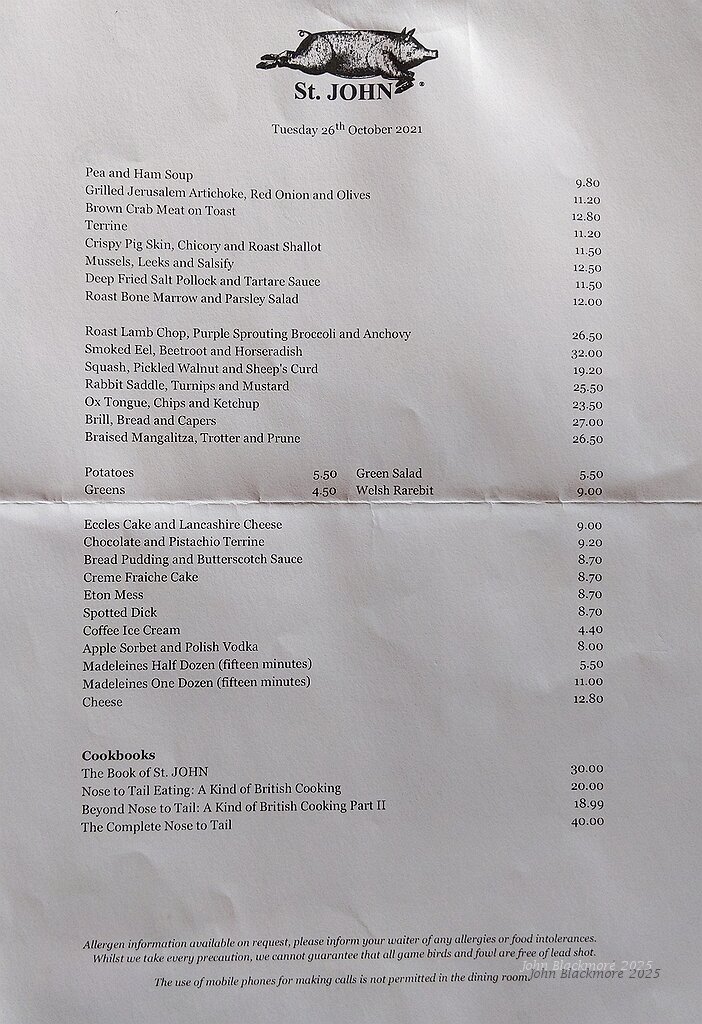 St. JOHN®
Tuesday 26th October 2021
Pea and Ham Soup 9.80
Grilled Jerusalem Artichoke, Red Onion and Olives 11.20
Brown Crab Meat on Toast 12.80
Terrine 11.20
Crispy Pig Skin, Chicory and Roast Shallot 11.50
Mussels, Leeks and Salsify 12.50
Deep Fried Salt Pollock and Tartare Sauce 11.50
Roast Bone Marrow and Parsley Salad 12.00
Roast Lamb Chop, Purple Sprouting Broccoli and Anchovy 26.50
Smoked Eel, Beetroot and Horseradish 32.00
Squash, Pickled Walnut and Sheep's Curd 19.20
Rabbit Saddle, Turnips and Mustard 25.50
Ox Tongue, Chips and Ketchup 23.50
Brill, Bread and Capers 27.00
Braised Mangalitza, Trotter and Prune 26.50
Potatoes 5.50 Green Salad 5.50
Greens 4.50 Welsh Rarebit 9.00
Eccles Cake and Lancashire Cheese 9.00
Chocolate and Pistachio Terrine 9.20
Bread Pudding and Butterscotch Sauce 8.70
Creme Fraiche Cake 8.70
Eton Mess 8.70
Spotted Dick 8.70
Coffee Ice Cream 4.40
Apple Sorbet and Polish Vodka 8.00
Madeleines Half Dozen (fifteen minutes) 5.50
Madeleines One Dozen (fifteen minutes) 11.00
Cheese 12.80
Cookbooks
The Book of St. JOHN 30.00
Nose to Tail Eating: A Kind of British Cooking 20.00
Beyond Nose to Tail: A Kind of British Cooking Part II 18.99
The Complete Nose to Tail 40.00
Allergen information available on request, please inform your waiter of any allergies or food intolerances.
Whilst we take every precaution, we cannot guarantee that all game birds and fowl are free of lead shot.
The use of mobile phones for making calls is not permitted in the dining room.
John Blackmore 2025
John Blackmore 2025